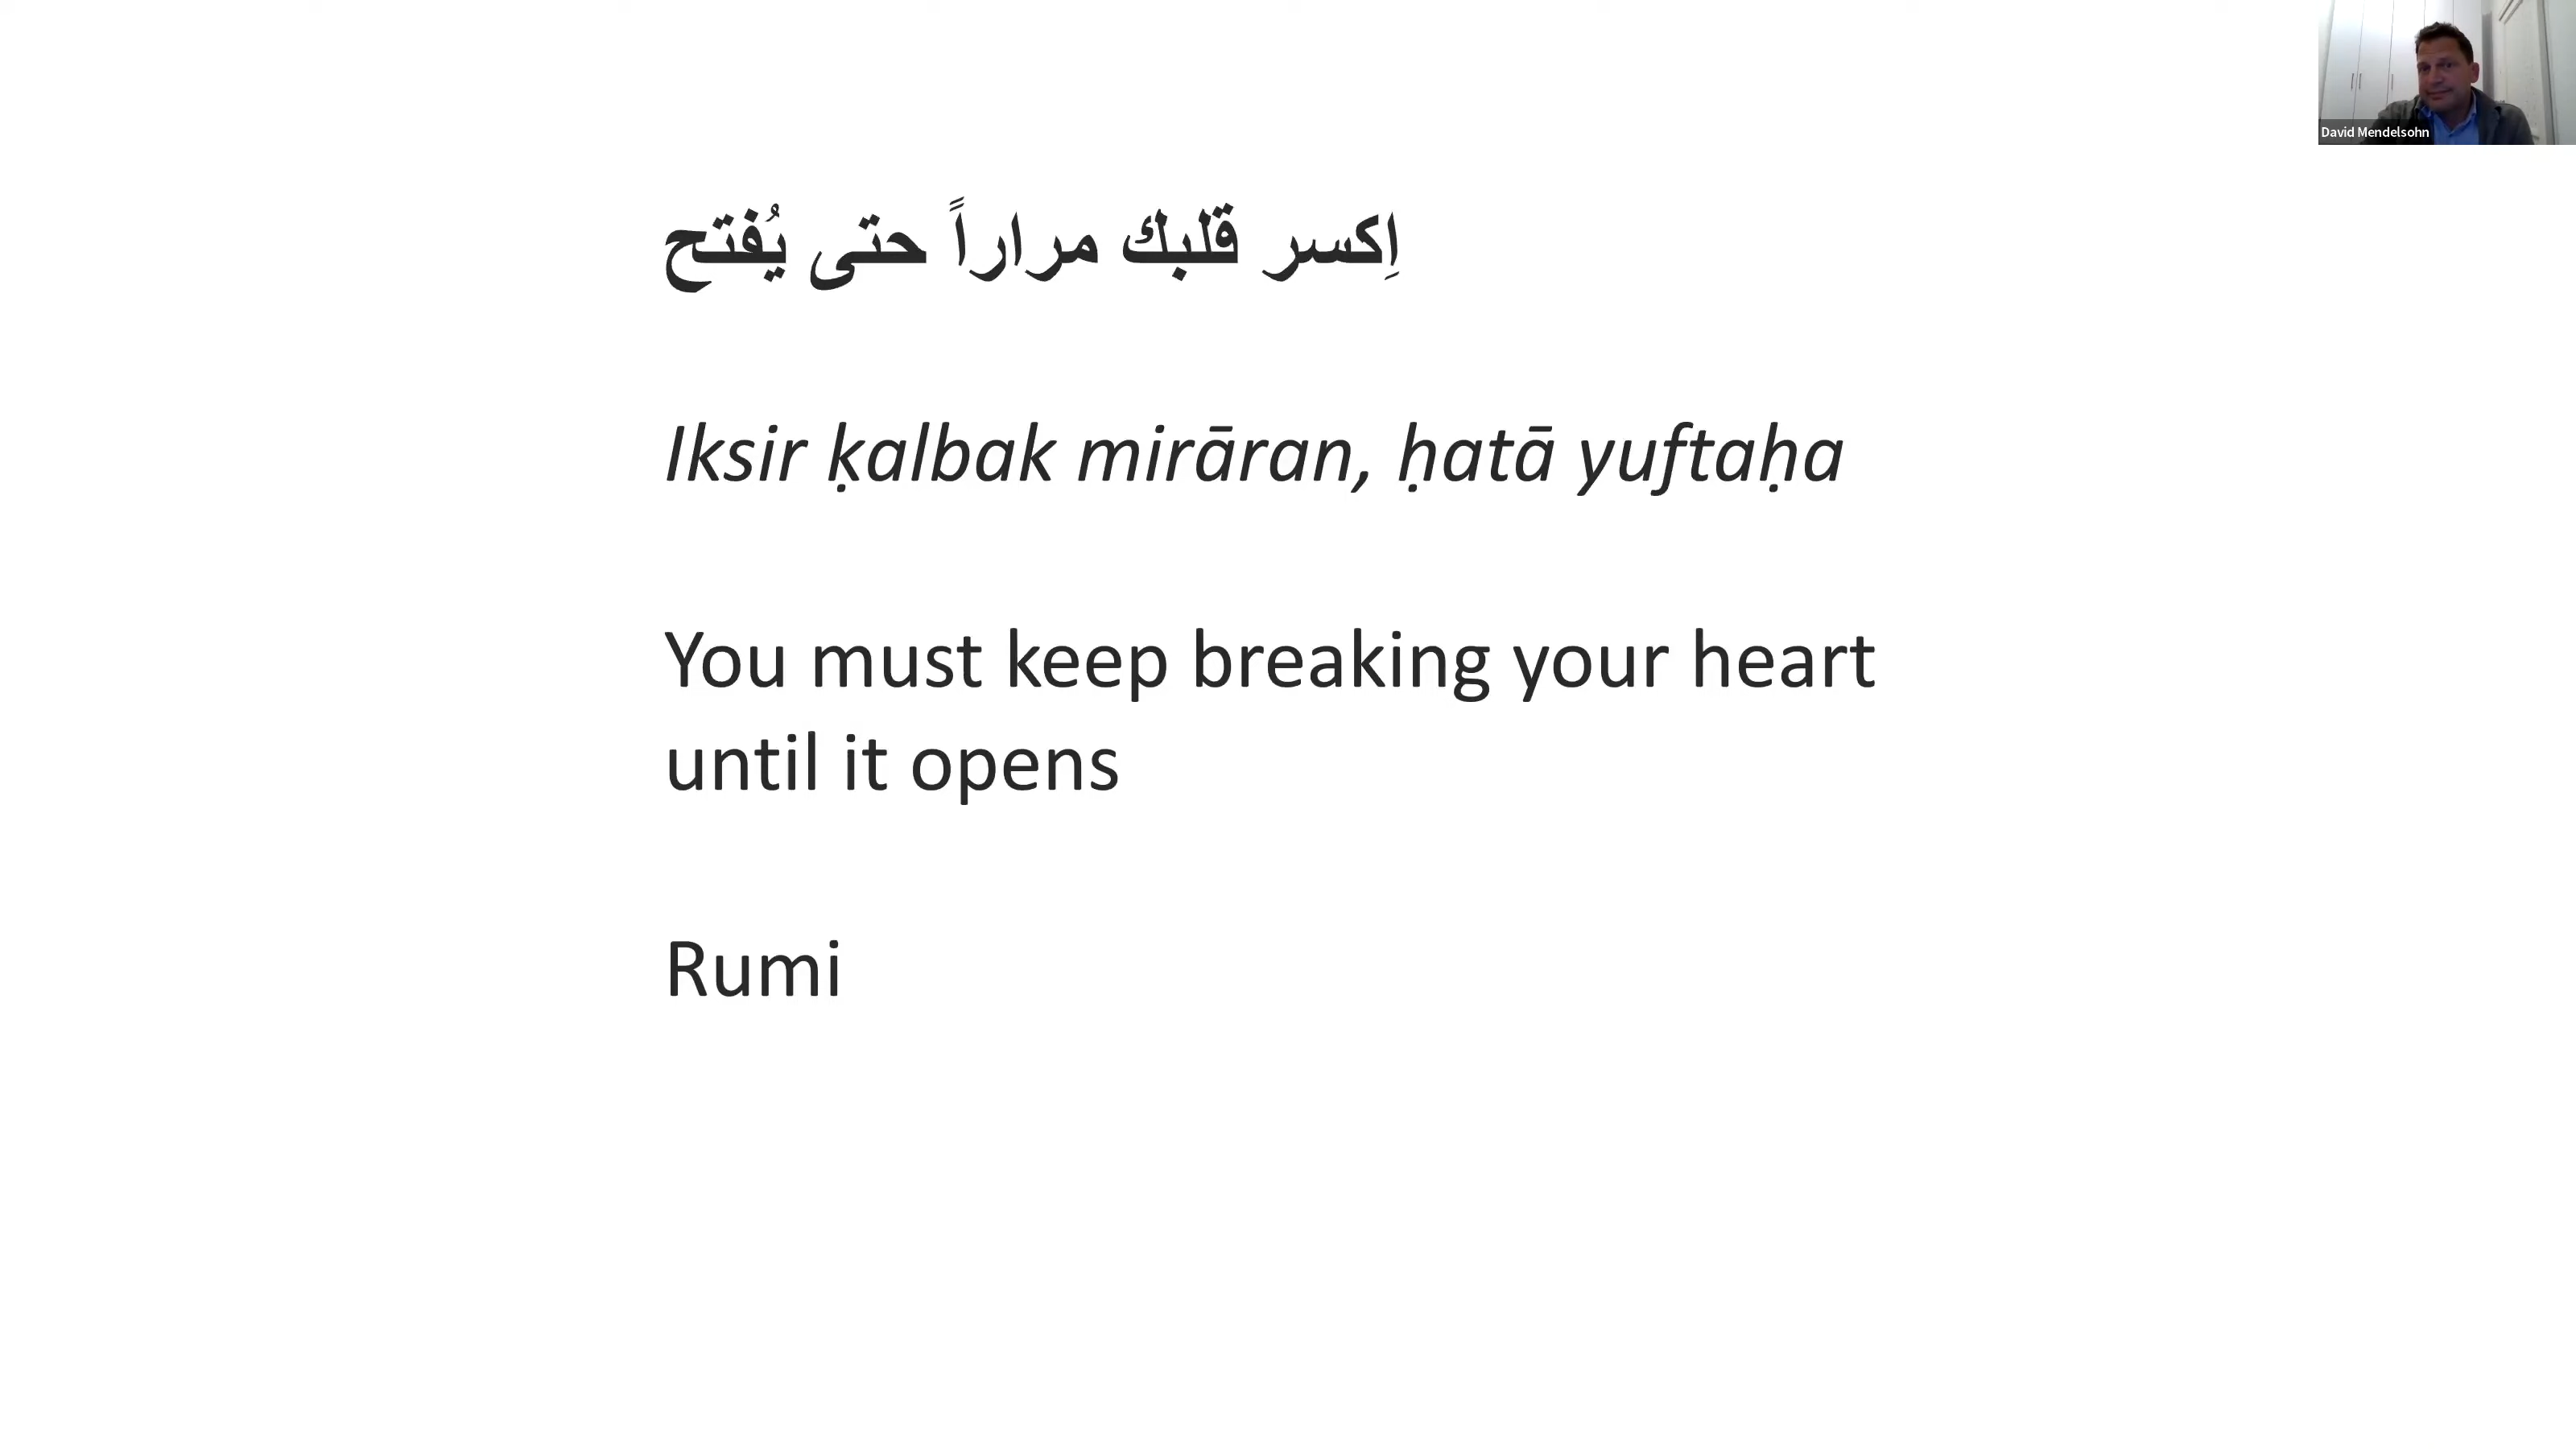 David Mendelsohn
اِكسر قلبك مراراً حتى يُفتح
Iksir ḳalbak mirāran, ḥatā yuftaḥa
You must keep breaking your heart
until it opens
Rumi